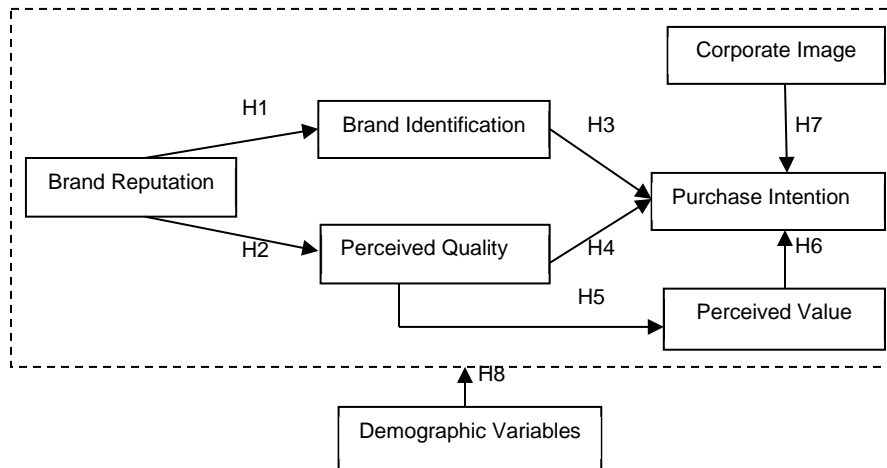 Corporate Image
H1
Brand Identification
H3
H7
Brand Reputation
Purchase Intention
H2
Perceived Quality
H4
H6
H5
Perceived Value
H8
Demographic Variables